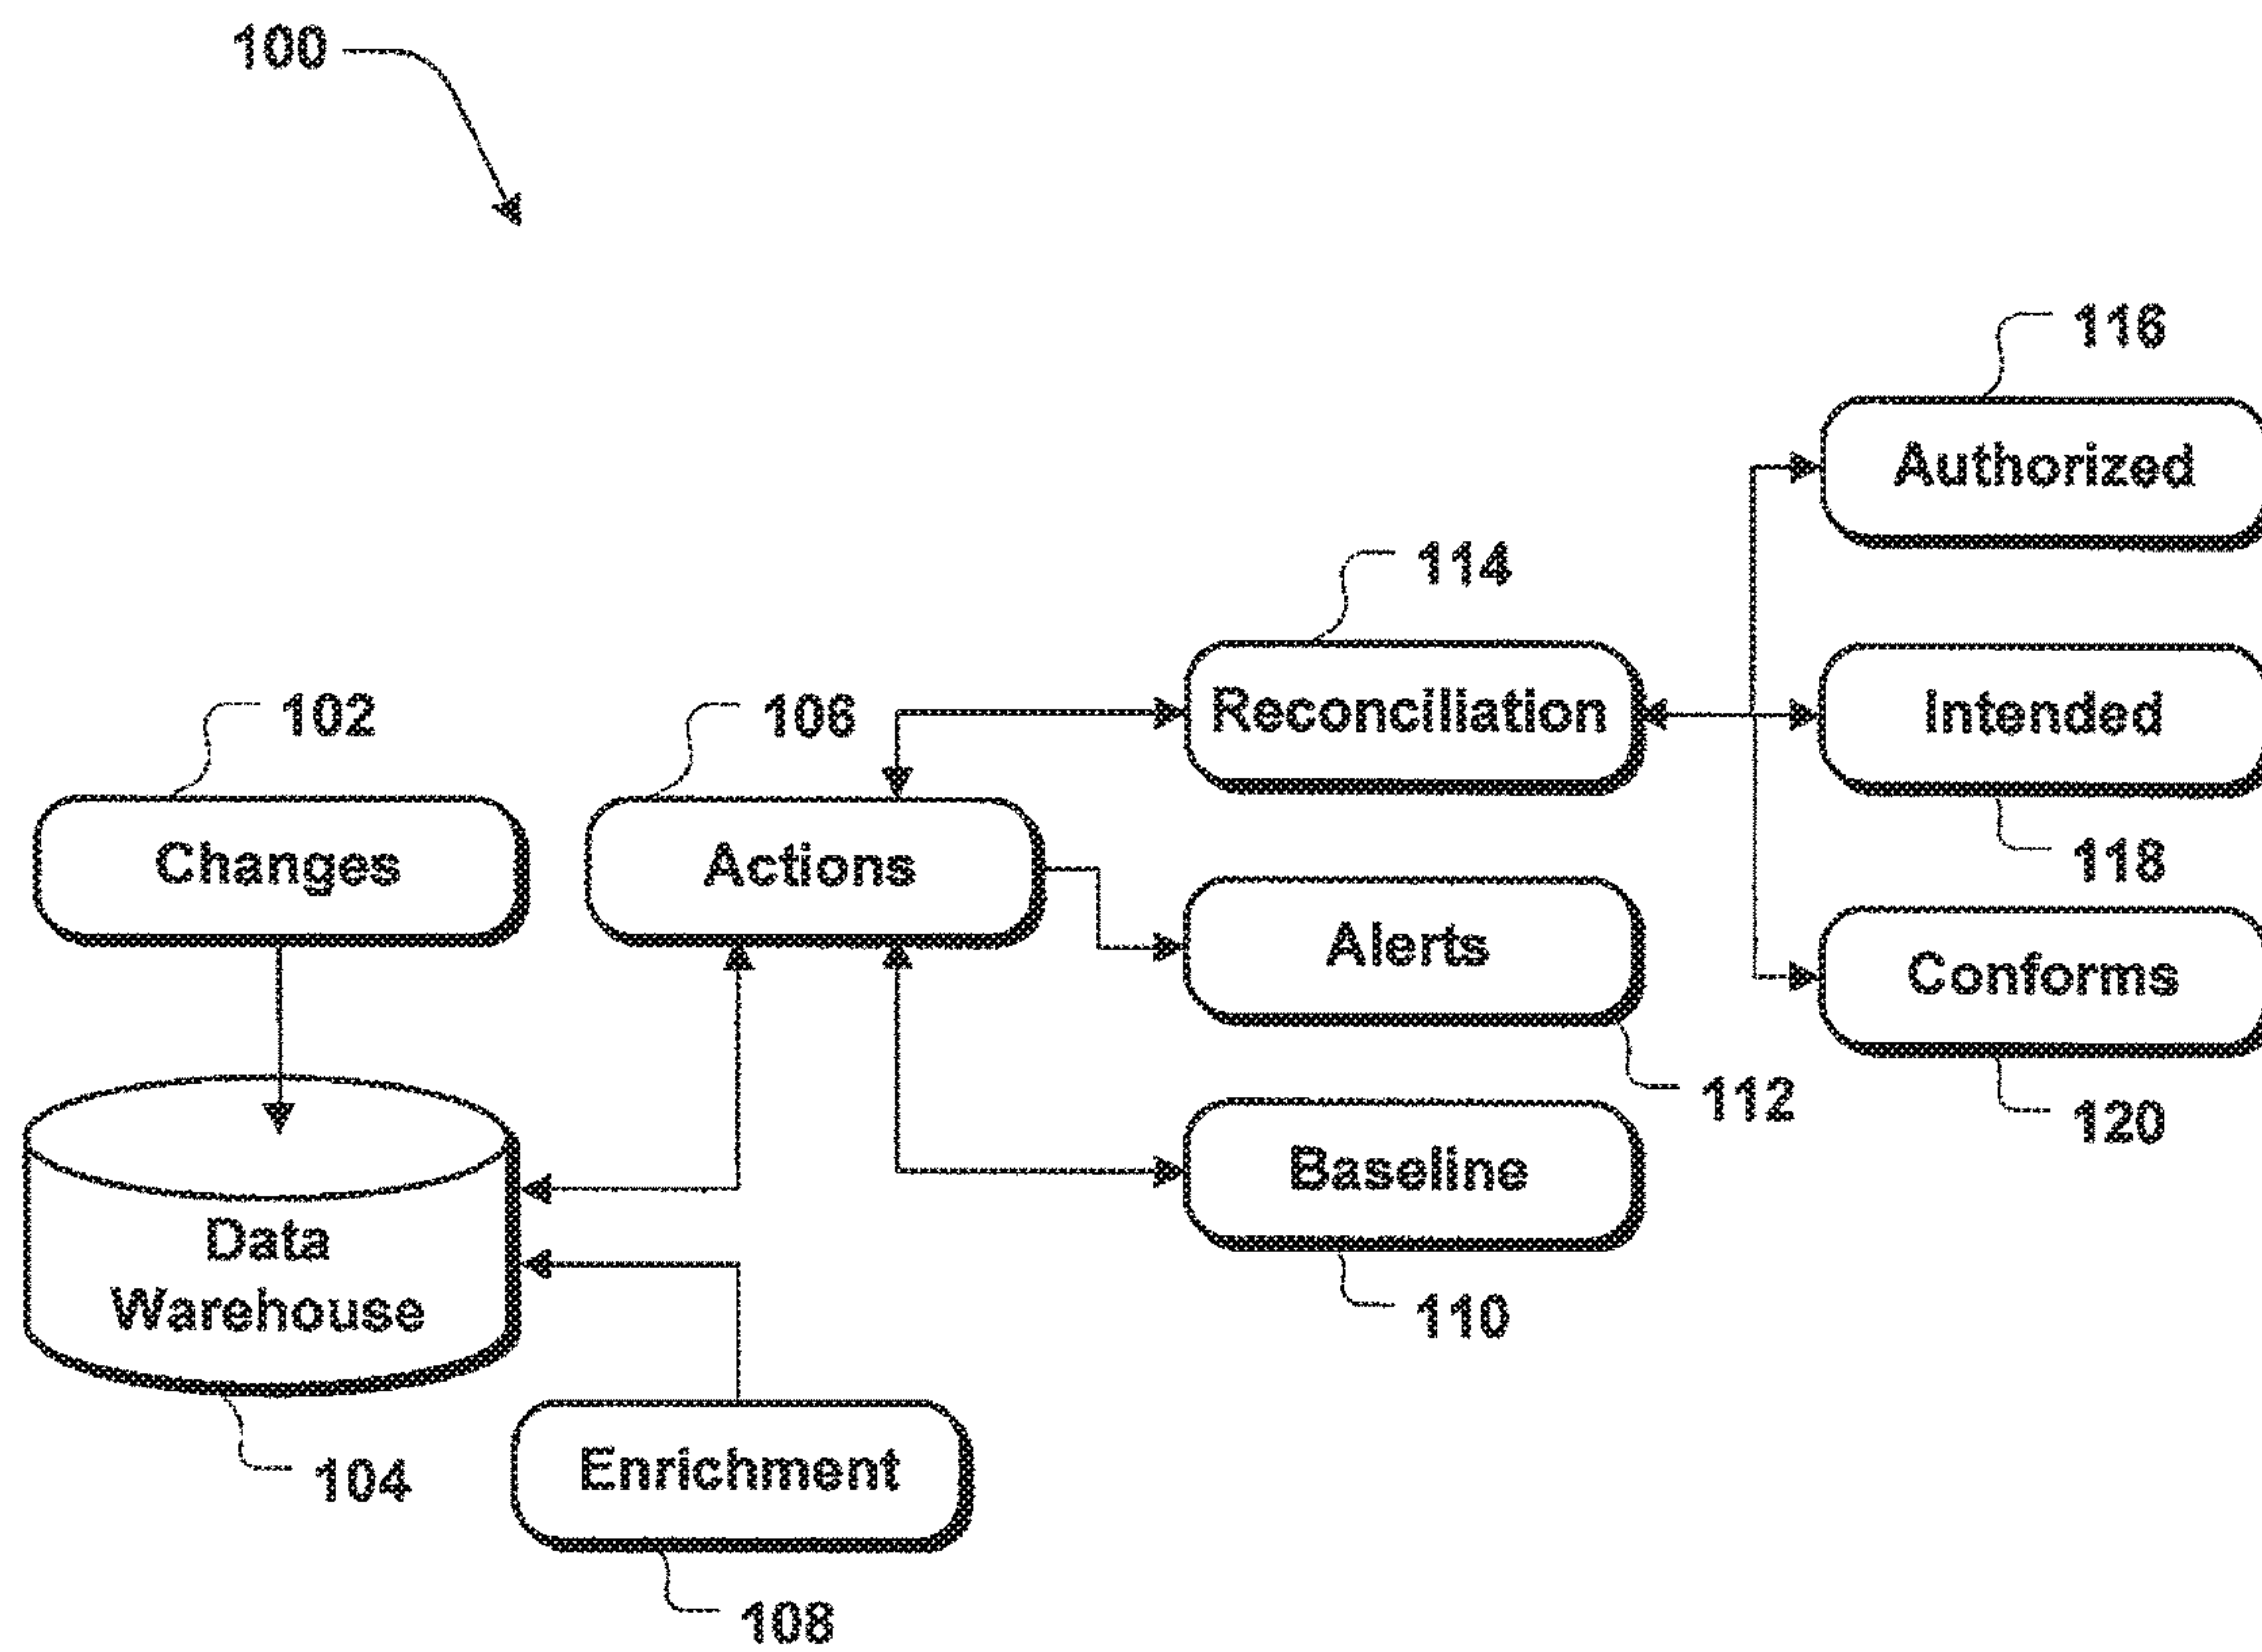 100
116
Authorized
114
Reconciliation
Intended
102
106
118
Changes
Actions
Alerts
Conforms
112
120
Baseline
Data
Warehouse
110
104
Enrichment
108